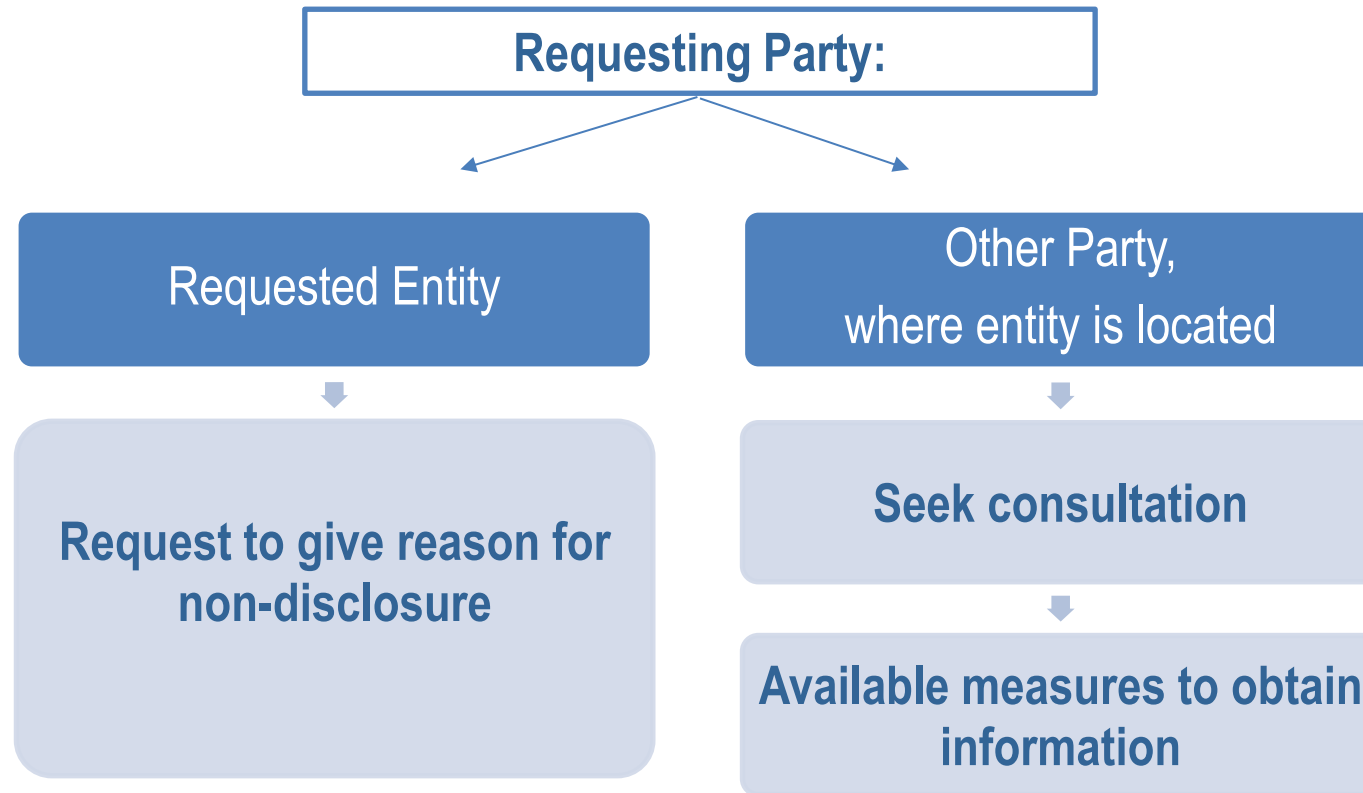 Requesting Party:
Requested Entity
Request to give reason for
non-disclosure
Other Party,
where entity is located
Seek consultation
Available measures to obtain
information